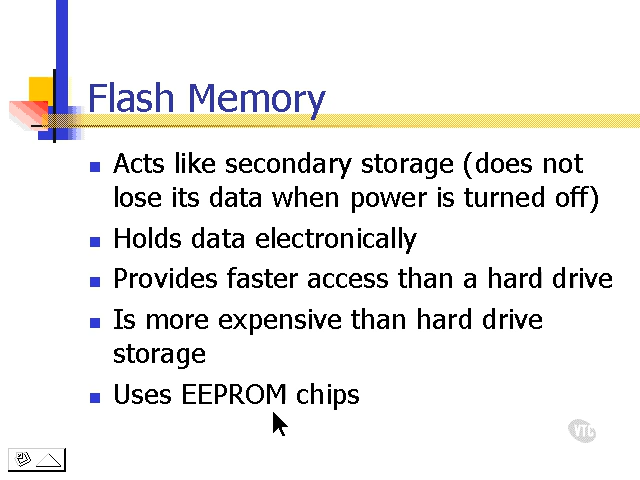 Flash Memory
Acts like secondary storage (does not
lose its data when power is turned off)
Holds data electronically
Provides faster access than a hard drive
Is more expensive than hard drive
storage
Uses EEPROM chips
VTC